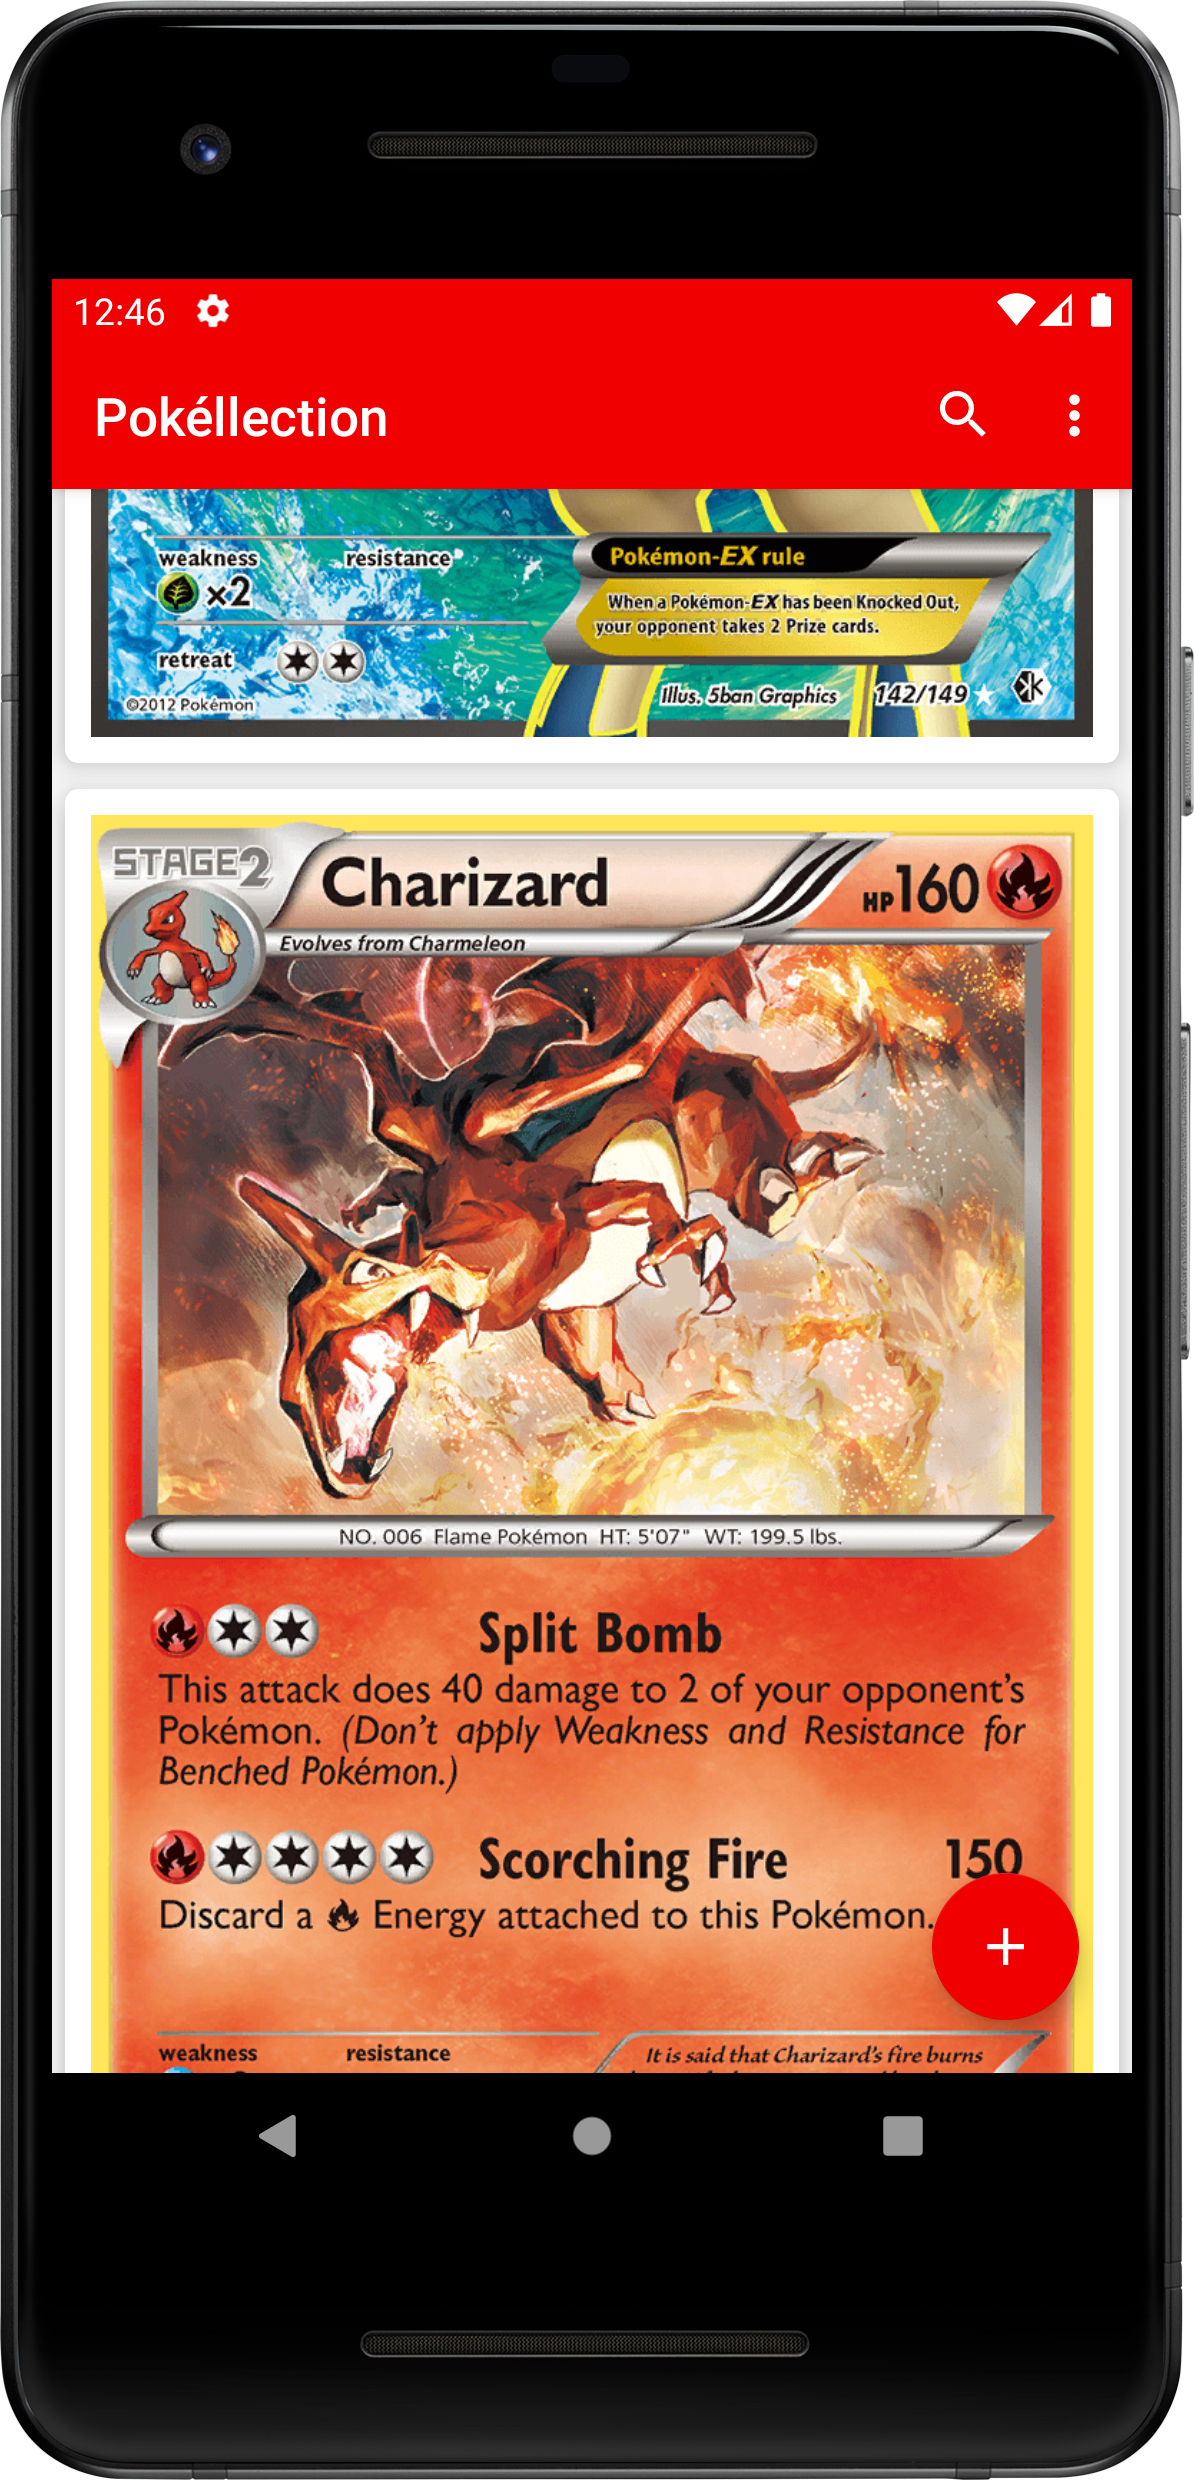 12:46
Pokéllection
weakness resistance
×2
Pokémon-EX rule
When a Pokémon-EX has been Knocked Out,
your opponent takes 2 Prize cards.
retreat
©2012 Pokémon
Illus. 5ban Graphics 142/149
STAGE2
Charizard
HP160
Evolves from Charmeleon
NO. 006 Flame Pokémon HT: 5'07" WT: 199.5 lbs.
Split Bomb
This attack does 40 damage to 2 of your opponent's
Pokémon. (Don't apply Weakness and Resistance for
Benched Pokémon.)
Scorching Fire 150
Discard a Energy attached to this Pokémon.
weakness resistance
It is said that Charizard's fire burns